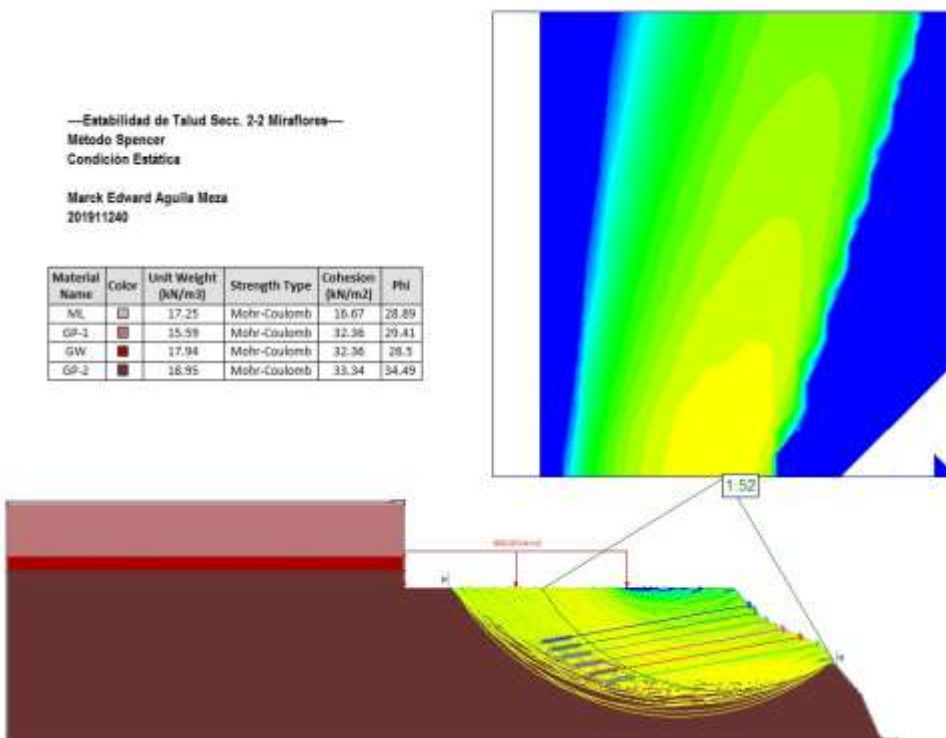 ----Estabilidad de Talud Secc. 2-2 Miraflores----
Método Spencer
Condición Estática
Marck Edward Aguila Meza
201911240
Material Name Color Unit Weight (kN/m3) Strength Type Cohesion (kN/m2) Phi
ML 17.25 Mohr-Coulomb 16.67 28.89
GP-1 15.59 Mohr-Coulomb 32.36 29.41
GW 17.94 Mohr-Coulomb 32.36 28.5
GP-2 18.95 Mohr-Coulomb 33.34 34.49
1.52